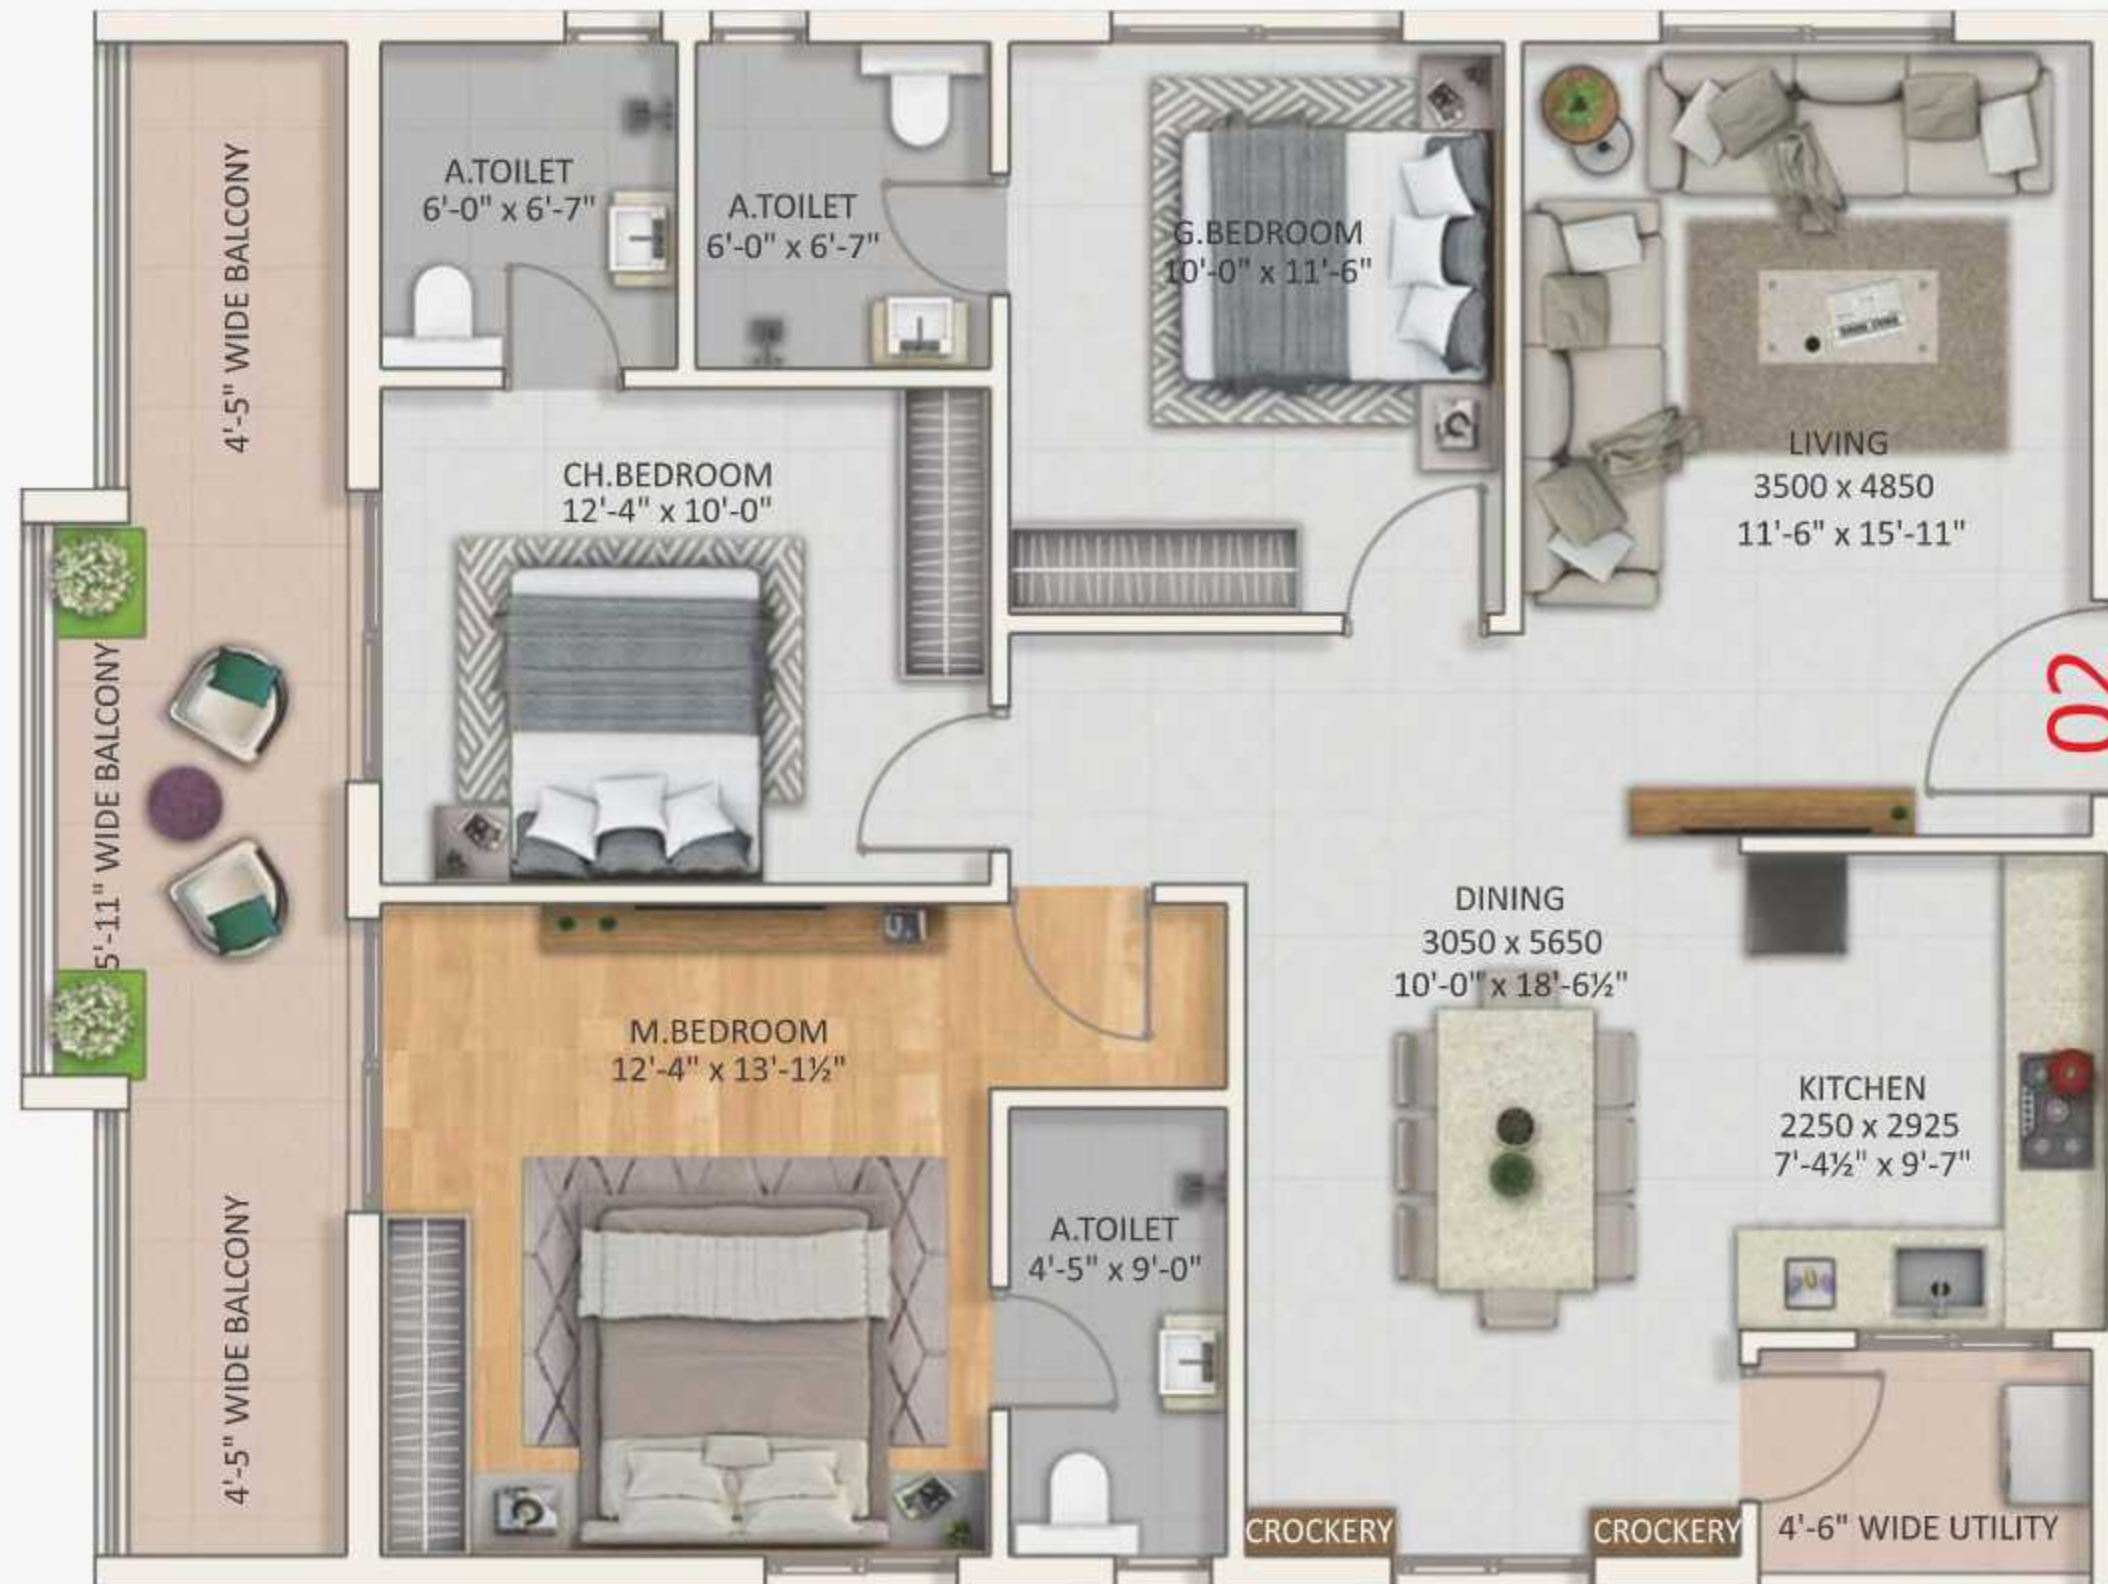 4'-5" WIDE BALCONY
A.TOILET
6'-0" x 6'-7"
A.TOILET
6'-0" x 6'-7"
G.BEDROOM
10'-0" x 11'-6"
LIVING
3500 x 4850
11'-6" x 15'-11"
CH.BEDROOM
12'-4" x 10'-0"
5'-11" WIDE BALCONY
02
DINING
3050 x 5650
10'-0" x 18'-6½"
M.BEDROOM
12'-4" x 13'-1½"
KITCHEN
2250 x 2925
7'-4½" x 9'-7"
A.TOILET
4'-5" x 9'-0"
4'-5" WIDE BALCONY
CROCKERY
CROCKERY
4'-6" WIDE UTILITY